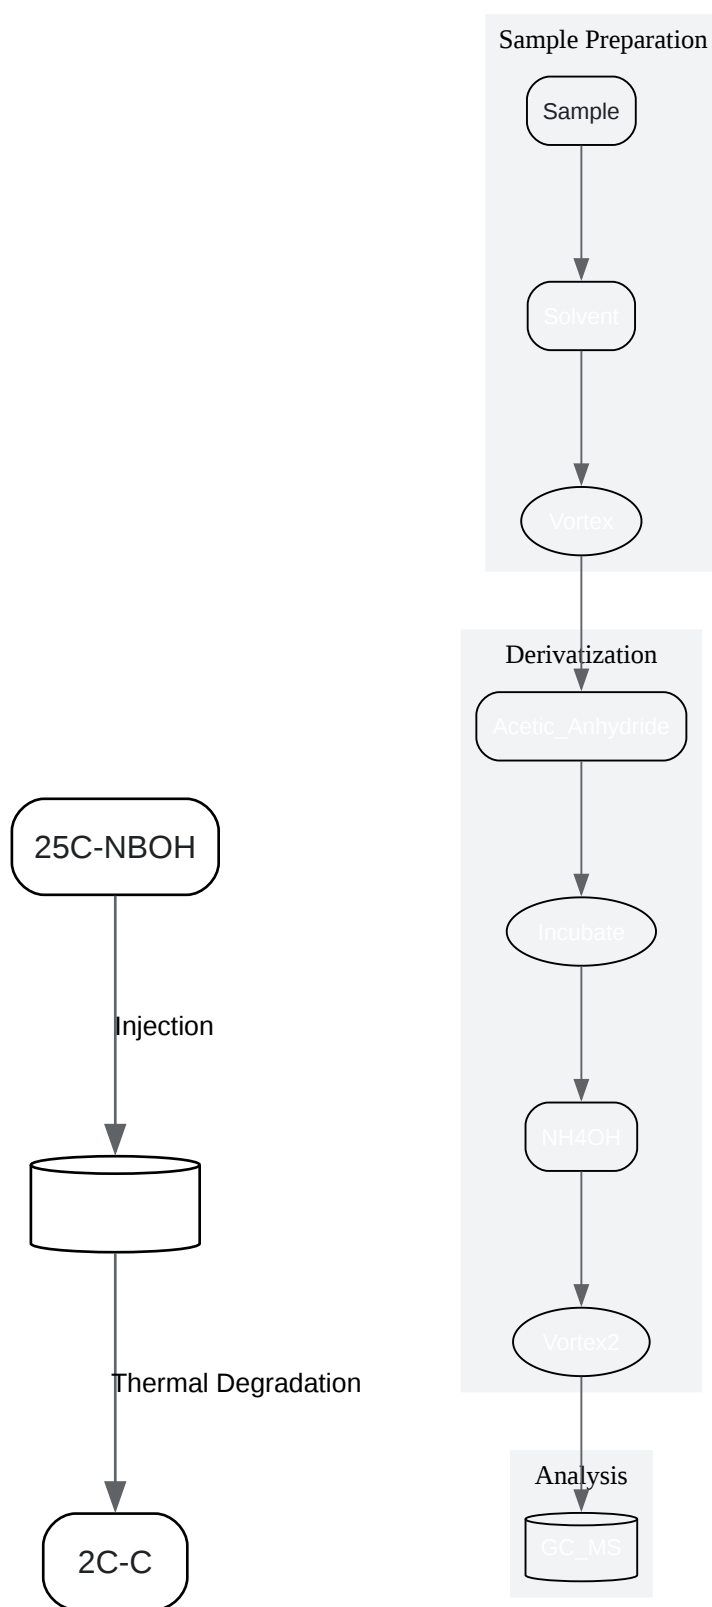 Sample Preparation
Sample
Solvent
Vortex
Derivatization
Acetic_Anhydride
Incubate
NH4OH
Vortex2
Analysis
GC_MS
25C-NBOH
Injection
Thermal Degradation
2C-C